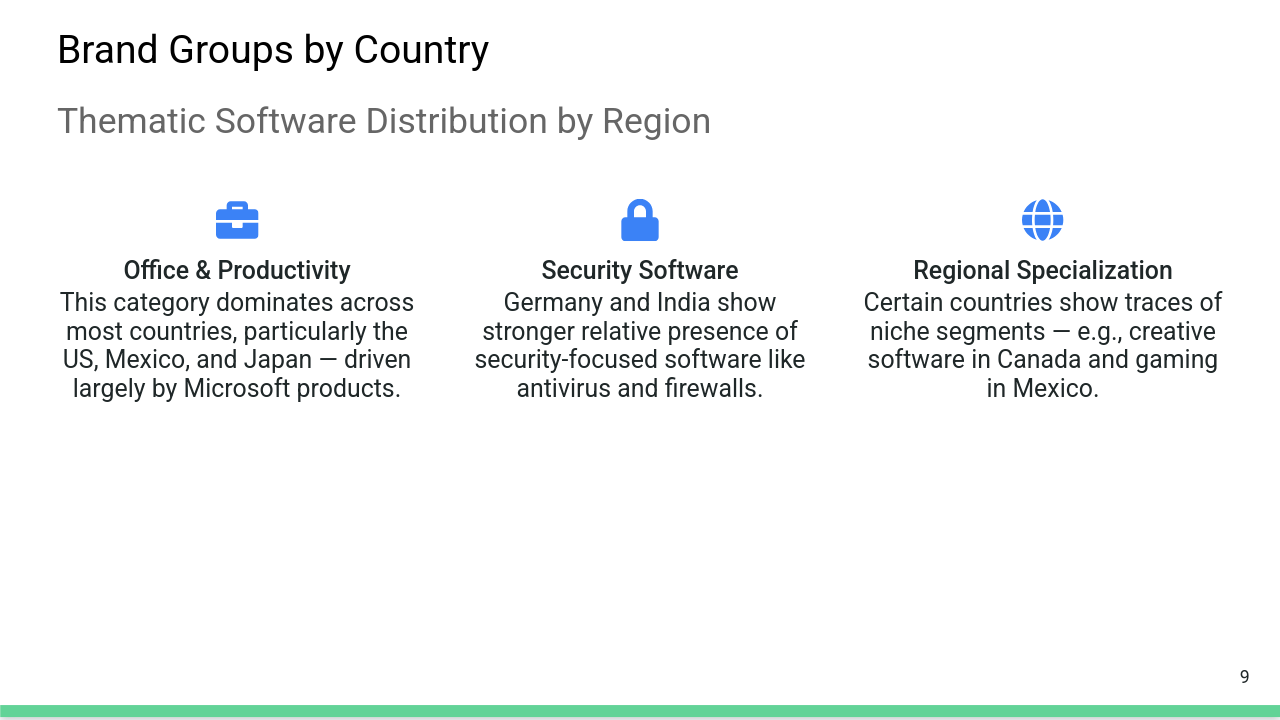 Brand Groups by Country
Thematic Software Distribution by Region
Office & Productivity
This category dominates across
most countries, particularly the
US, Mexico, and Japan — driven
largely by Microsoft products.
Security Software
Germany and India show
stronger relative presence of
security-focused software like
antivirus and firewalls.
Regional Specialization
Certain countries show traces of
niche segments — e.g., creative
software in Canada and gaming
in Mexico.
9